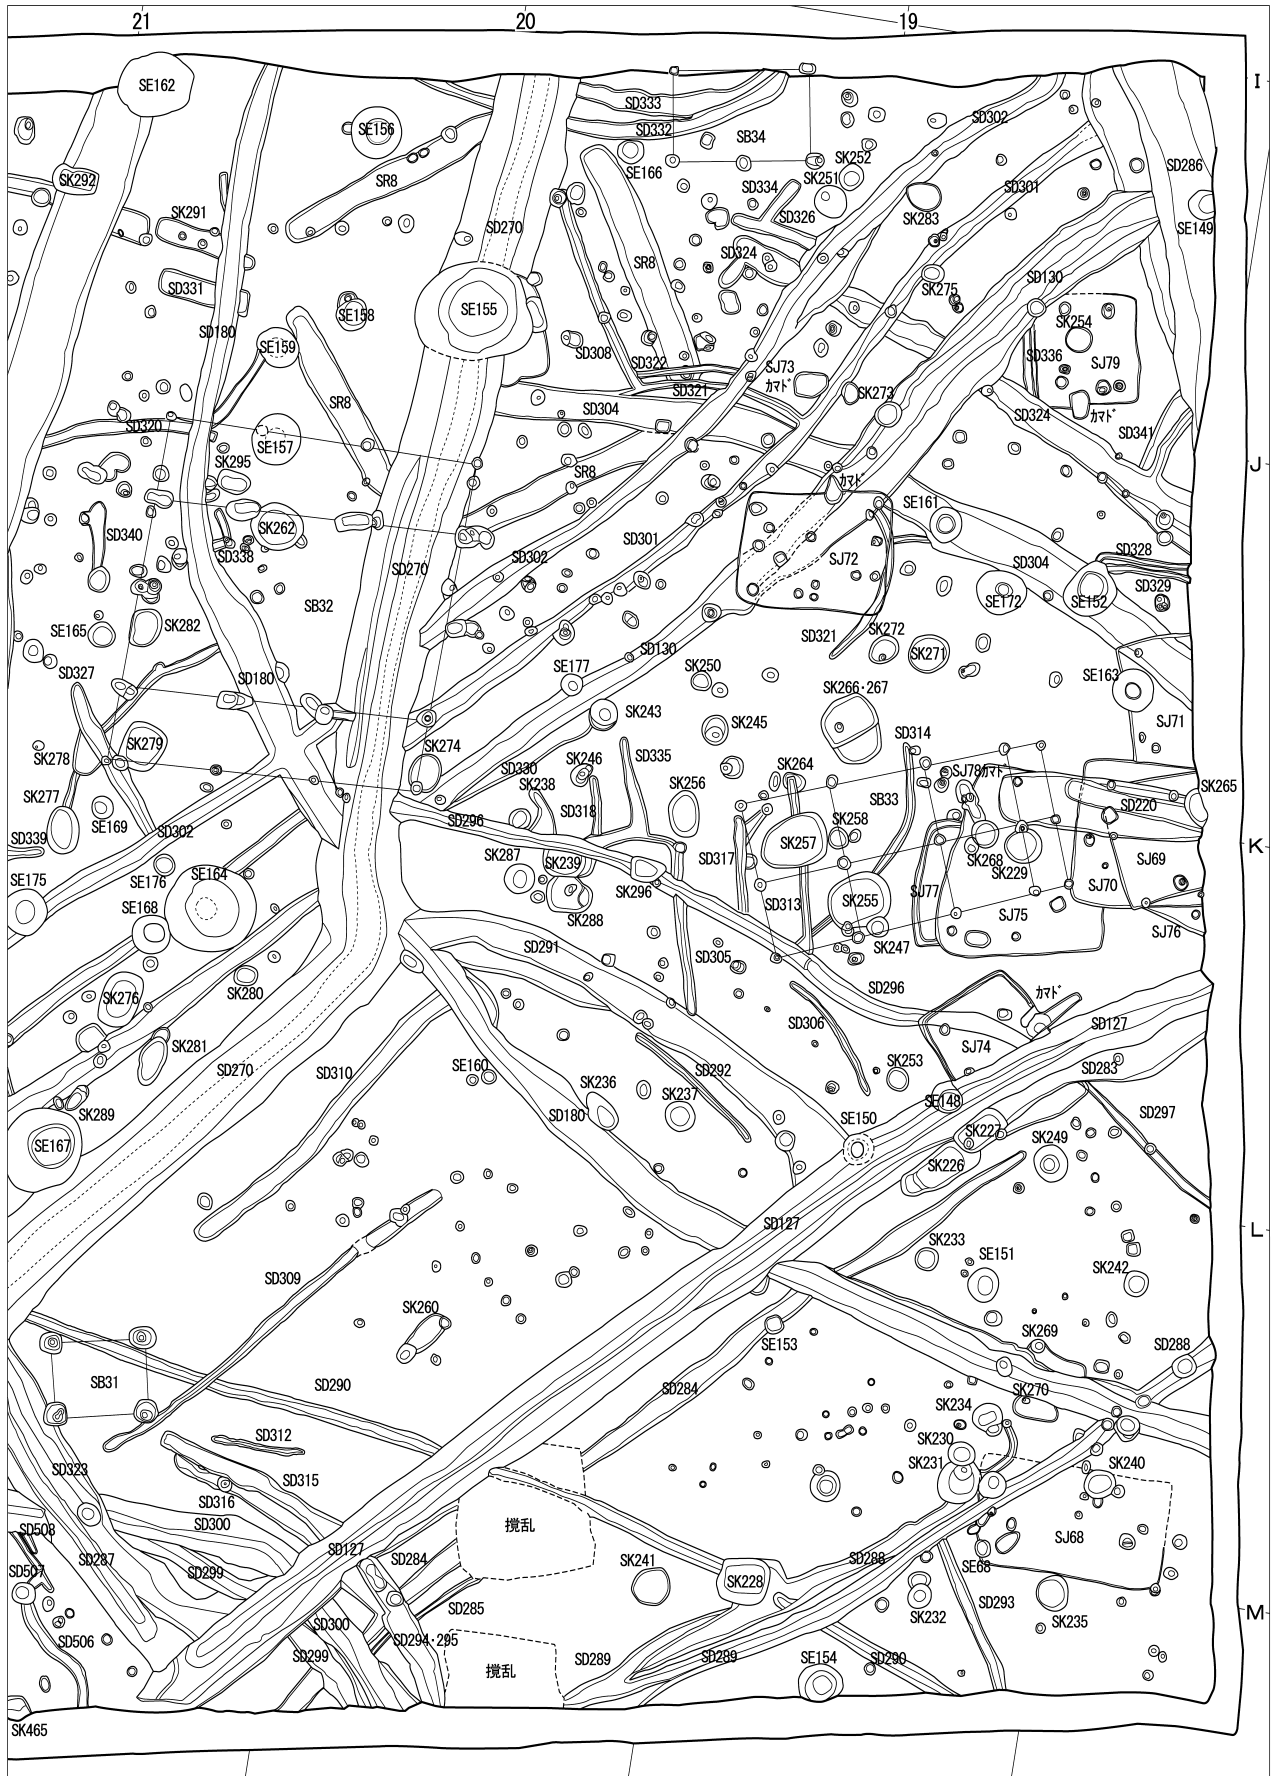 21 20 19
I
SE162
SD333
SD302
SE156
SD332
SB34
SK252
SD286
SK292
SR8
SE166
SK251
SD334
SD301
SK291
SD326
SK283
SE149
SD270
SD324
SR8
SD130
SD331
SK275
SE158
SE155
SK254
SD180
SE159
SD308
SD322
SJ73
カマド
SD336
SJ79
SD321
SK273
SR8
SD304
SD324
カマド
SD320
SD341
SE157
SK295
SR8
カマド
J
SE161
SD340
SK262
SD338
SD302
SD301
SJ72
SD304
SD328
SD270
SD329
SB32
SE172
SE152
SE165
SK282
SD321
SK272
SD130
SK271
SD327
SD180
SE177
SK250
SE163
SK266・267
SK243
SK245
SD314
SJ71
SK278
SK279
SK274
SD335
SD330
SK246
SK264
SJ78カマド
SK238
SK256
SB33
SK265
SK277
SD318
SD220
SE169
SD302
SD296
SK258
SD339
SK257
K
SE176
SE164
SK287
SK239
SD317
SK268
SJ69
SE175
SK229
SK296
SJ77
SJ70
SE168
SK288
SD313
SK255
SJ75
SJ76
SD291
SK247
SD305
SK280
SK276
SD296
カマド
SD306
SD127
SK281
SJ74
SD270
SD310
SE160
SD292
SK253
SD283
SK236
SK289
SK237
SE148
SD180
SE150
SD297
SE167
SK227
SK249
SK226
SD127
L
SK233
SE151
SD309
SK242
SK260
SK269
SE153
SD288
SB31
SD290
SD284
SK270
SK234
SD312
SK230
SD323
SD315
SK231
SK240
SD316
SD300
撹乱
SD508
SJ68
SD287
SD127
SD284
SD288
SD507
SD299
SK241
SK228
SE68
SD285
SD293
SD300
SK232
SK235
M
SD506
SD294・295
SD299
SD289
SD289
SE154
SD290
撹乱
SK465